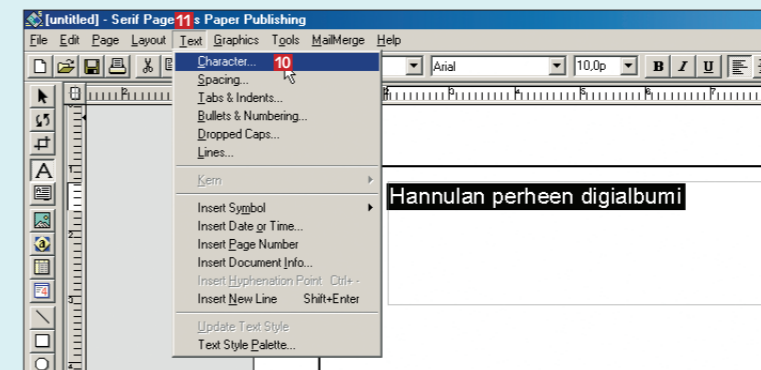 [untitled] - Serif Page 11 s Paper Publishing
File Edit Page Layout Text Graphics Tools MailMerge Help
Arial 10,0p B I U
Character... 10
Spacing...
Tabs & Indents...
Bullets & Numbering...
Dropped Caps...
Lines...
Kern
Insert Symbol
Insert Date or Time...
Insert Page Number
Insert Document Info...
Insert Hyphenation Point Ctrl+-
Insert New Line Shift+Enter
Update Text Style
Text Style Palette...
A
Hannulan perheen digialbumi